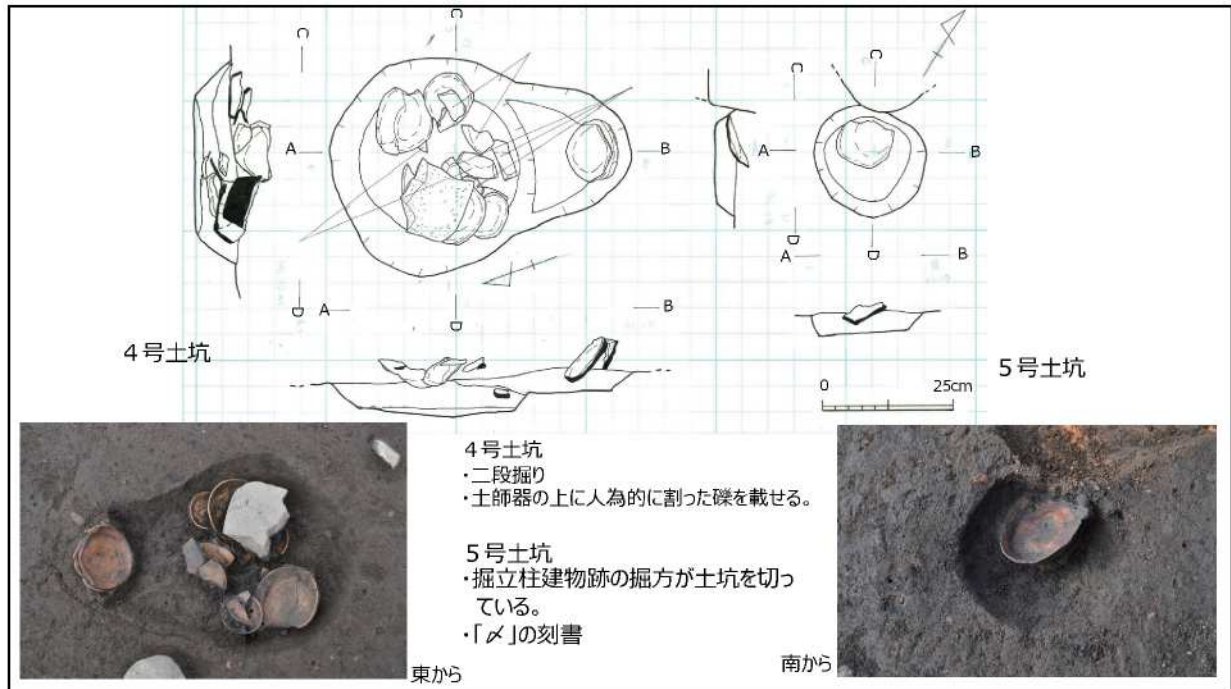 C
C
C
A
B
A
B
D
A
D
B
D
A
D
B
4号土坑
5号土坑
0 25cm
4号土坑
・二段掘り
・土師器の上に人為的に割った礫を載せる。
5号土坑
・掘立柱建物跡の掘方が土坑を切っ
ている。
・「〆」の刻書
東から
南から